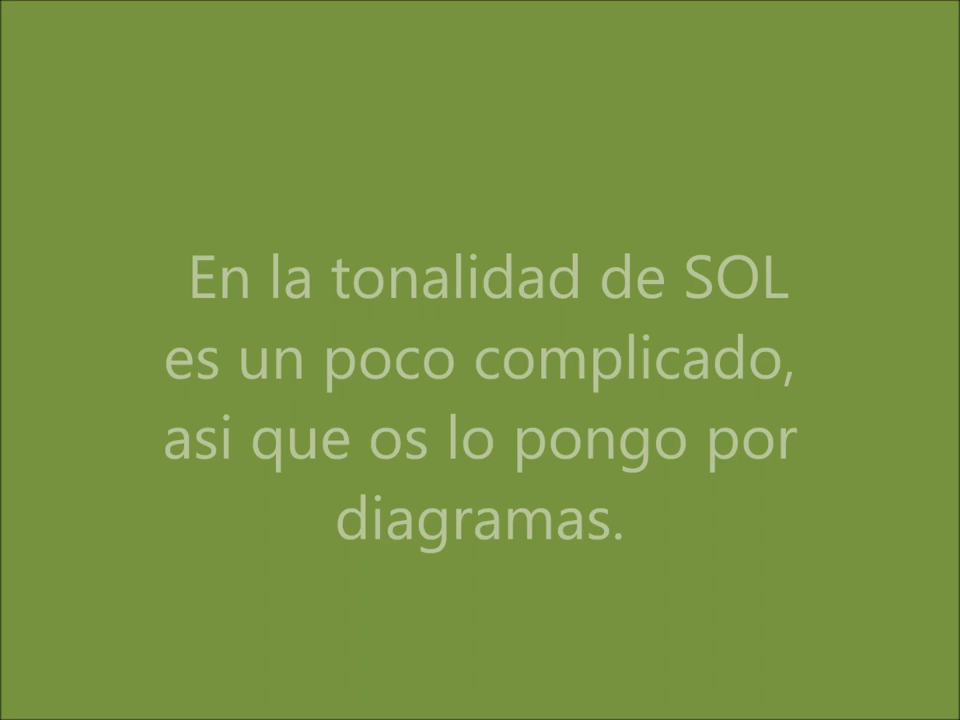 En la tonalidad de SOL
es un poco complicado,
asi que os lo pongo por
diagramas.